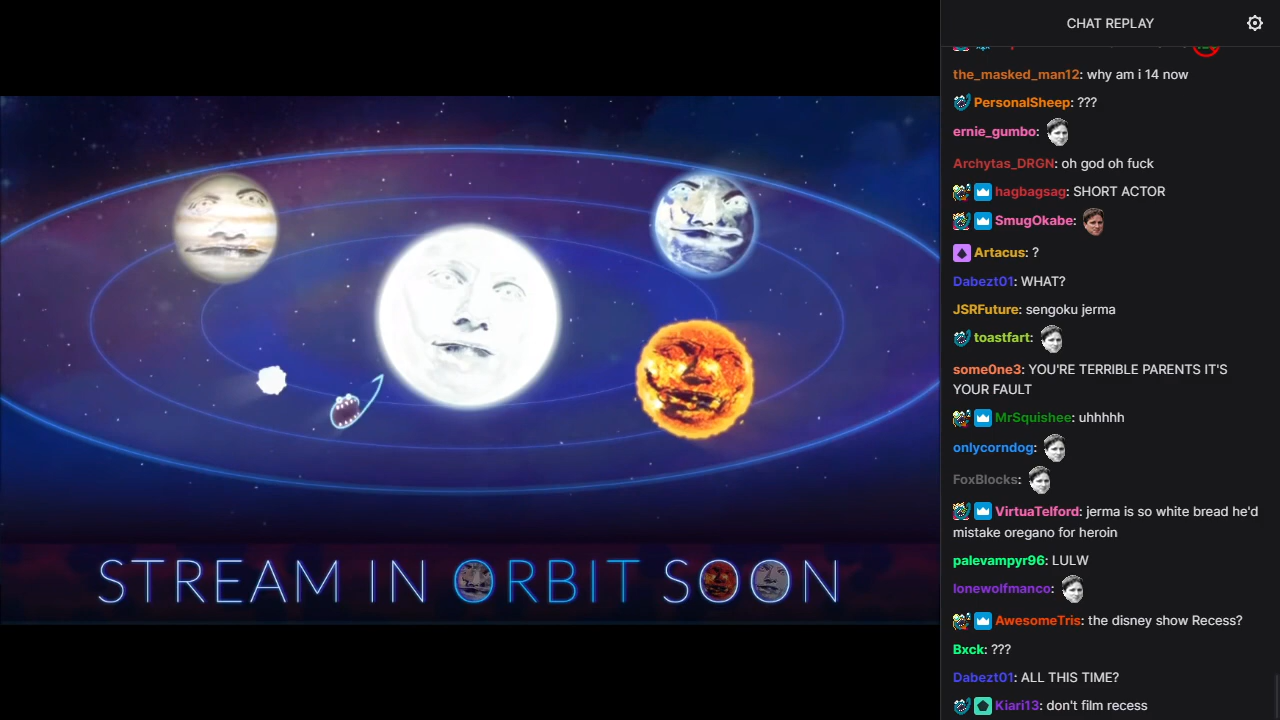 STREAM IN ORBIT SOON
CHAT REPLAY
the_masked_man12: why am i 14 now
PersonalSheep: ???
ernie_gumbo:
Archytas_DRGN: oh god oh fuck
hagbagsag: SHORT ACTOR
SmugOkabe:
Artacus: ?
Dabezt01: WHAT?
JSRFuture: sengoku jerma
toastfart:
some0ne3: YOU'RE TERRIBLE PARENTS IT'S
YOUR FAULT
MrSquishee: uhhhhh
onlycorndog:
FoxBlocks:
VirtuaTelford: jerma is so white bread he'd
mistake oregano for heroin
palevampyr96: LULW
lonewolfmanco:
AwesomeTris: the disney show Recess?
Bxck: ???
Dabezt01: ALL THIS TIME?
Kiari13: don't film recess